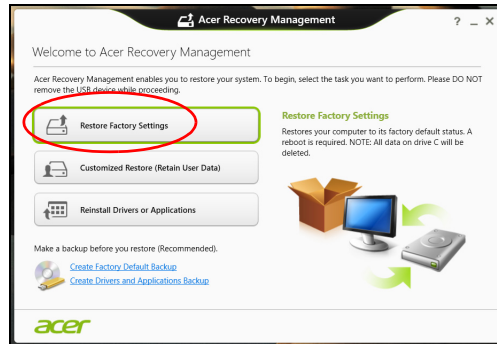 Acer Recovery Management
? _ X
Welcome to Acer Recovery Management
Acer Recovery Management enables you to restore your system. To begin, select the task you want to perform. Please DO NOT
remove the USB device while proceeding.
Restore Factory Settings
Customized Restore (Retain User Data)
Reinstall Drivers or Applications
Restore Factory Settings
Restores your computer to its factory default status. A
reboot is required. NOTE: All data on drive C will be
deleted.
Make a backup before you restore (Recommended).
Create Factory Default Backup
Create Drivers and Applications Backup
acer